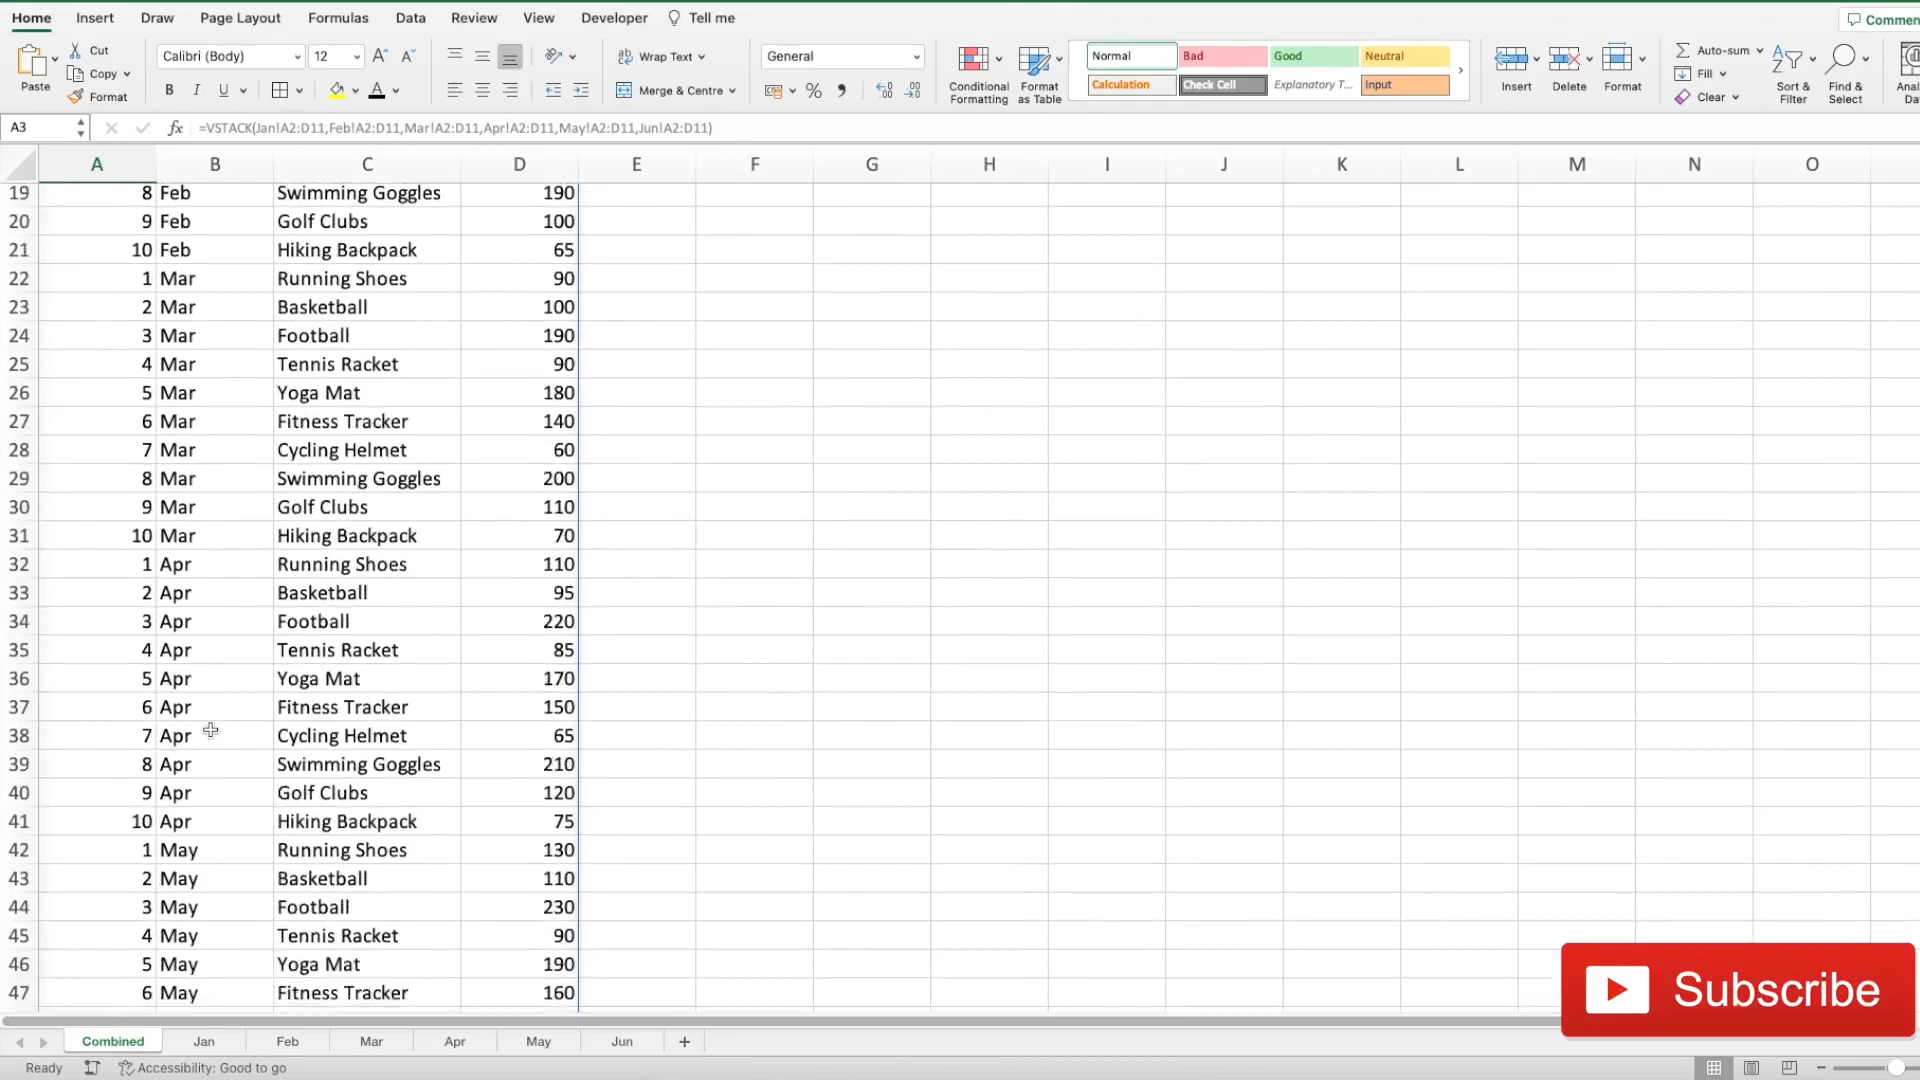 Home Insert Draw Page Layout Formulas Data Review View Developer Tell me
Commen
Paste
Cut
Copy
Format
Calibri (Body) 12
B I U
Wrap Text
Merge & Centre
General
Conditional Formatting
Format as Table
Normal Bad Good Neutral
Calculation Check Cell Explanatory T... Input
Insert Delete Format
Auto-sum
Fill
Clear
Sort & Filter
Find & Select
Anal
Da
A3 fx =VSTACK(Jan!A2:D11,Feb!A2:D11,Mar!A2:D11,Apr!A2:D11,May!A2:D11,Jun!A2:D11)
A B C D E F G H I J K L M N O
19 8 Feb Swimming Goggles 190
20 9 Feb Golf Clubs 100
21 10 Feb Hiking Backpack 65
22 1 Mar Running Shoes 90
23 2 Mar Basketball 100
24 3 Mar Football 190
25 4 Mar Tennis Racket 90
26 5 Mar Yoga Mat 180
27 6 Mar Fitness Tracker 140
28 7 Mar Cycling Helmet 60
29 8 Mar Swimming Goggles 200
30 9 Mar Golf Clubs 110
31 10 Mar Hiking Backpack 70
32 1 Apr Running Shoes 110
33 2 Apr Basketball 95
34 3 Apr Football 220
35 4 Apr Tennis Racket 85
36 5 Apr Yoga Mat 170
37 6 Apr Fitness Tracker 150
38 7 Apr Cycling Helmet 65
39 8 Apr Swimming Goggles 210
40 9 Apr Golf Clubs 120
41 10 Apr Hiking Backpack 75
42 1 May Running Shoes 130
43 2 May Basketball 110
44 3 May Football 230
45 4 May Tennis Racket 90
46 5 May Yoga Mat 190
47 6 May Fitness Tracker 160
Subscribe
Combined Jan Feb Mar Apr May Jun +
Ready Accessibility: Good to go